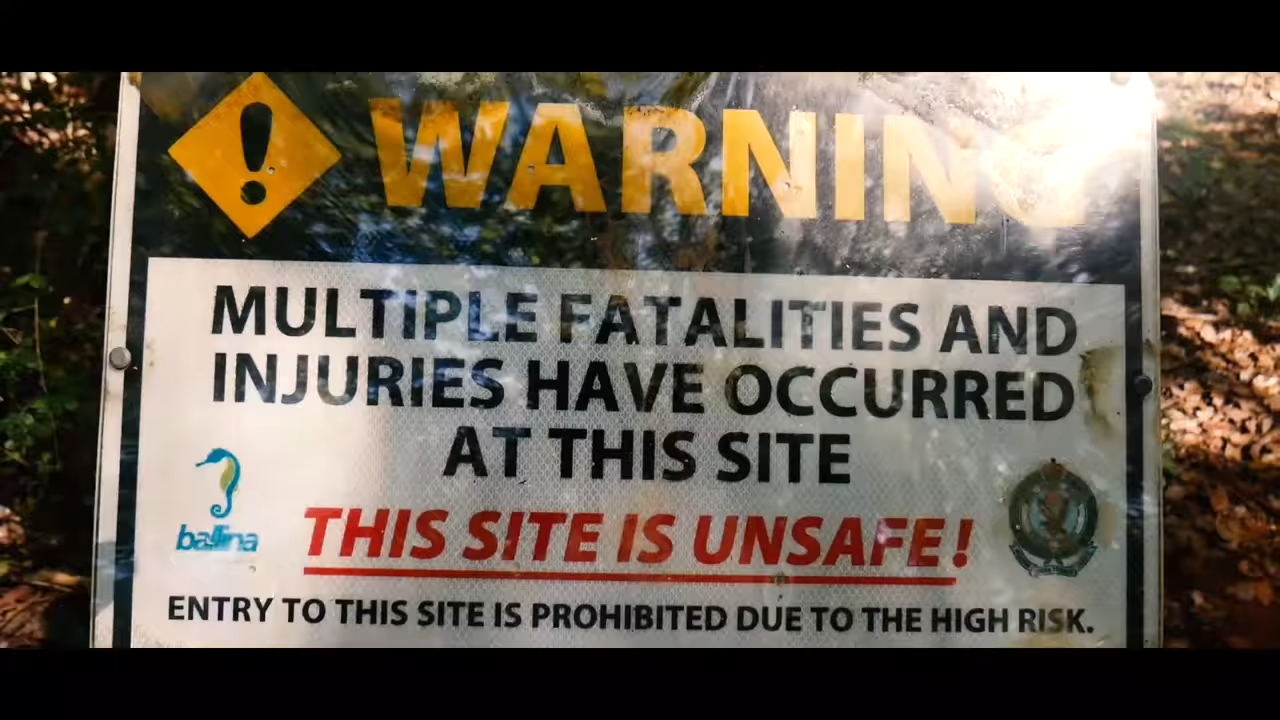 WARNING
MULTIPLE FATALITIES AND
INJURIES HAVE OCCURRED
AT THIS SITE
ballina
THIS SITE IS UNSAFE!
ENTRY TO THIS SITE IS PROHIBITED DUE TO THE HIGH RISK.